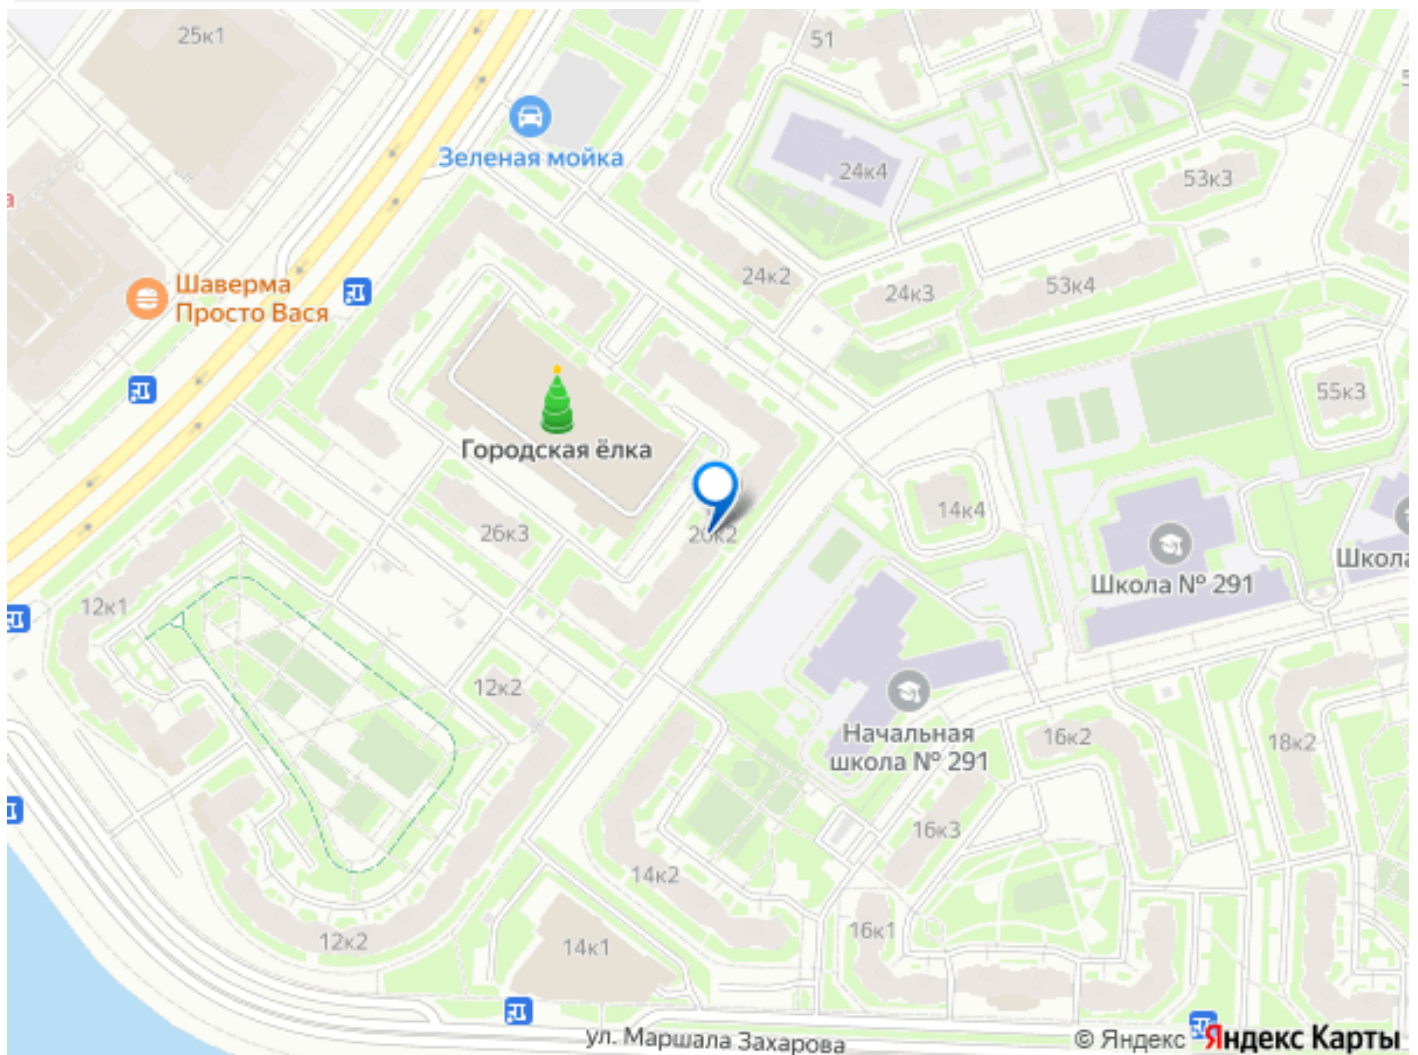 25к1
51
Зеленая мойка
24к4
53к3
Шаверма
Просто Вася
24к2
24к3
53к4
55к3
Городская ёлка
14к4
26к3
Школа № 291
Школа
12к1
12к2
Начальная
школа № 291
16к2
18к2
16к3
14к2
16к1
12к2
14к1
ул. Маршала Захарова
© Яндекс
Яндекс Карты